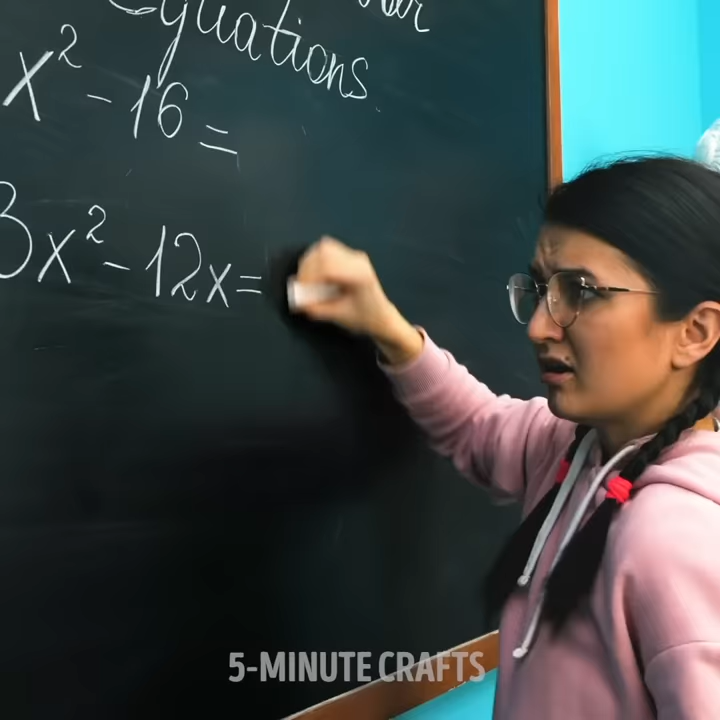 Equations
x² - 16 =
3x² - 12x =
5-MINUTE CRAFTS